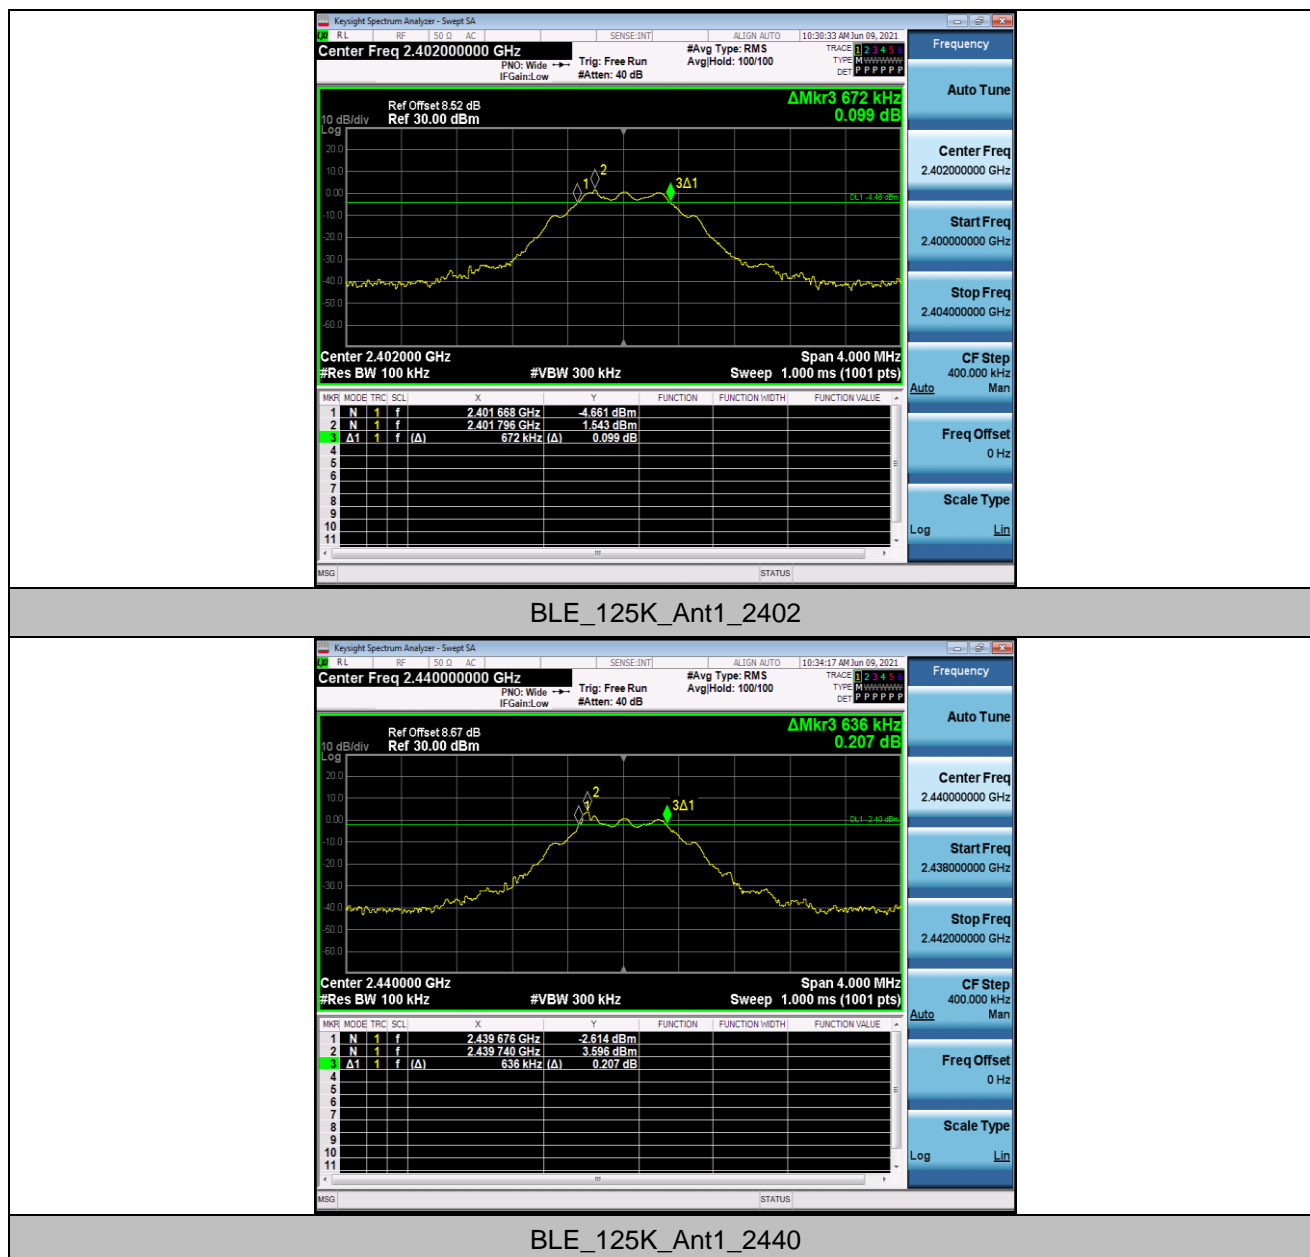 Keysight Spectrum Analyzer - Swept SA
RL RF 50 Ω AC SENSE:INT ALIGN AUTO 10:30:33 AM Jun 09, 2021
Center Freq 2.402000000 GHz
#Avg Type: RMS
TRACE 1 2 3 4 5 6
PNO: Wide
Trig: Free Run
Avg|Hold: 100/100
TYPE M WWWWW
IFGain:Low
#Atten: 40 dB
DET P P P P P P
ΔMkr3 672 kHz
0.099 dB
Ref Offset 8.52 dB
10 dB/div Ref 30.00 dBm
Log
20.0
10.0
0.00
-10.0
-20.0
-30.0
-40.0
-50.0
-60.0
1
2
3Δ1
DL1 -4.46 dBm
Center 2.402000 GHz Span 4.000 MHz
#Res BW 100 kHz #VBW 300 kHz Sweep 1.000 ms (1001 pts)
MKR MODE TRC SCL X Y FUNCTION FUNCTION WIDTH FUNCTION VALUE
1 N 1 f 2.401 668 GHz -4.661 dBm
2 N 1 f 2.401 796 GHz 1.543 dBm
3 Δ1 1 f (Δ) 672 kHz (Δ) 0.099 dB
4
5
6
7
8
9
10
11
MSG STATUS
Frequency
Auto Tune
Center Freq
2.402000000 GHz
Start Freq
2.400000000 GHz
Stop Freq
2.404000000 GHz
CF Step
400.000 kHz
Auto Man
Freq Offset
0 Hz
Scale Type
Log Lin
BLE_125K_Ant1_2402
Keysight Spectrum Analyzer - Swept SA
RL RF 50 Ω AC SENSE:INT ALIGN AUTO 10:34:17 AM Jun 09, 2021
Center Freq 2.440000000 GHz
#Avg Type: RMS
TRACE 1 2 3 4 5 6
PNO: Wide
Trig: Free Run
Avg|Hold: 100/100
TYPE M WWWWW
IFGain:Low
#Atten: 40 dB
DET P P P P P P
ΔMkr3 636 kHz
0.207 dB
Ref Offset 8.67 dB
10 dB/div Ref 30.00 dBm
Log
20.0
10.0
0.00
-10.0
-20.0
-30.0
-40.0
-50.0
-60.0
1
2
3Δ1
DL1 -2.40 dBm
Center 2.440000 GHz Span 4.000 MHz
#Res BW 100 kHz #VBW 300 kHz Sweep 1.000 ms (1001 pts)
MKR MODE TRC SCL X Y FUNCTION FUNCTION WIDTH FUNCTION VALUE
1 N 1 f 2.439 676 GHz -2.614 dBm
2 N 1 f 2.439 740 GHz 3.596 dBm
3 Δ1 1 f (Δ) 636 kHz (Δ) 0.207 dB
4
5
6
7
8
9
10
11
MSG STATUS
Frequency
Auto Tune
Center Freq
2.440000000 GHz
Start Freq
2.438000000 GHz
Stop Freq
2.442000000 GHz
CF Step
400.000 kHz
Auto Man
Freq Offset
0 Hz
Scale Type
Log Lin
BLE_125K_Ant1_2440